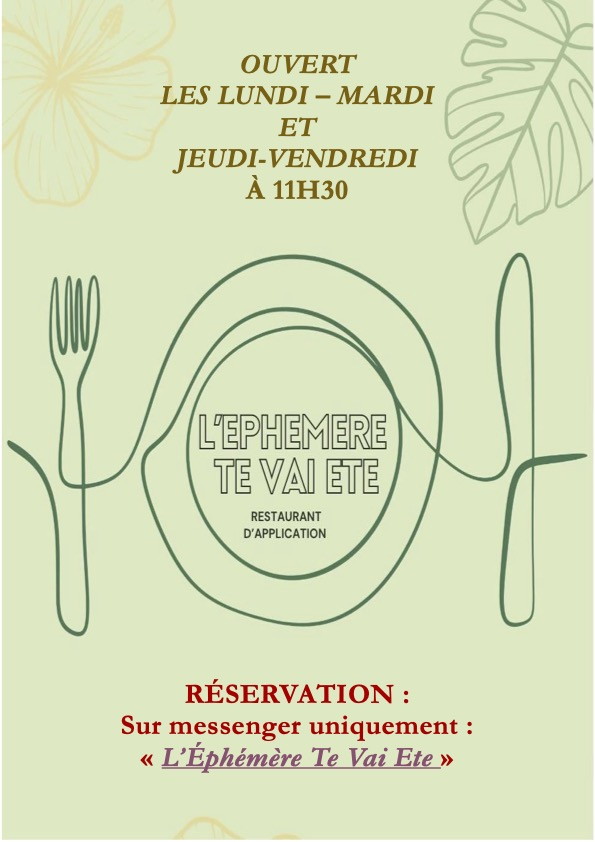 OUVERT
LES LUNDI – MARDI
ET
JEUDI-VENDREDI
À 11H30
L'EPHEMERE
TE VAI ETE
RESTAURANT
D'APPLICATION
RÉSERVATION :
Sur messenger uniquement :
« L'Éphémère Te Vai Ete »